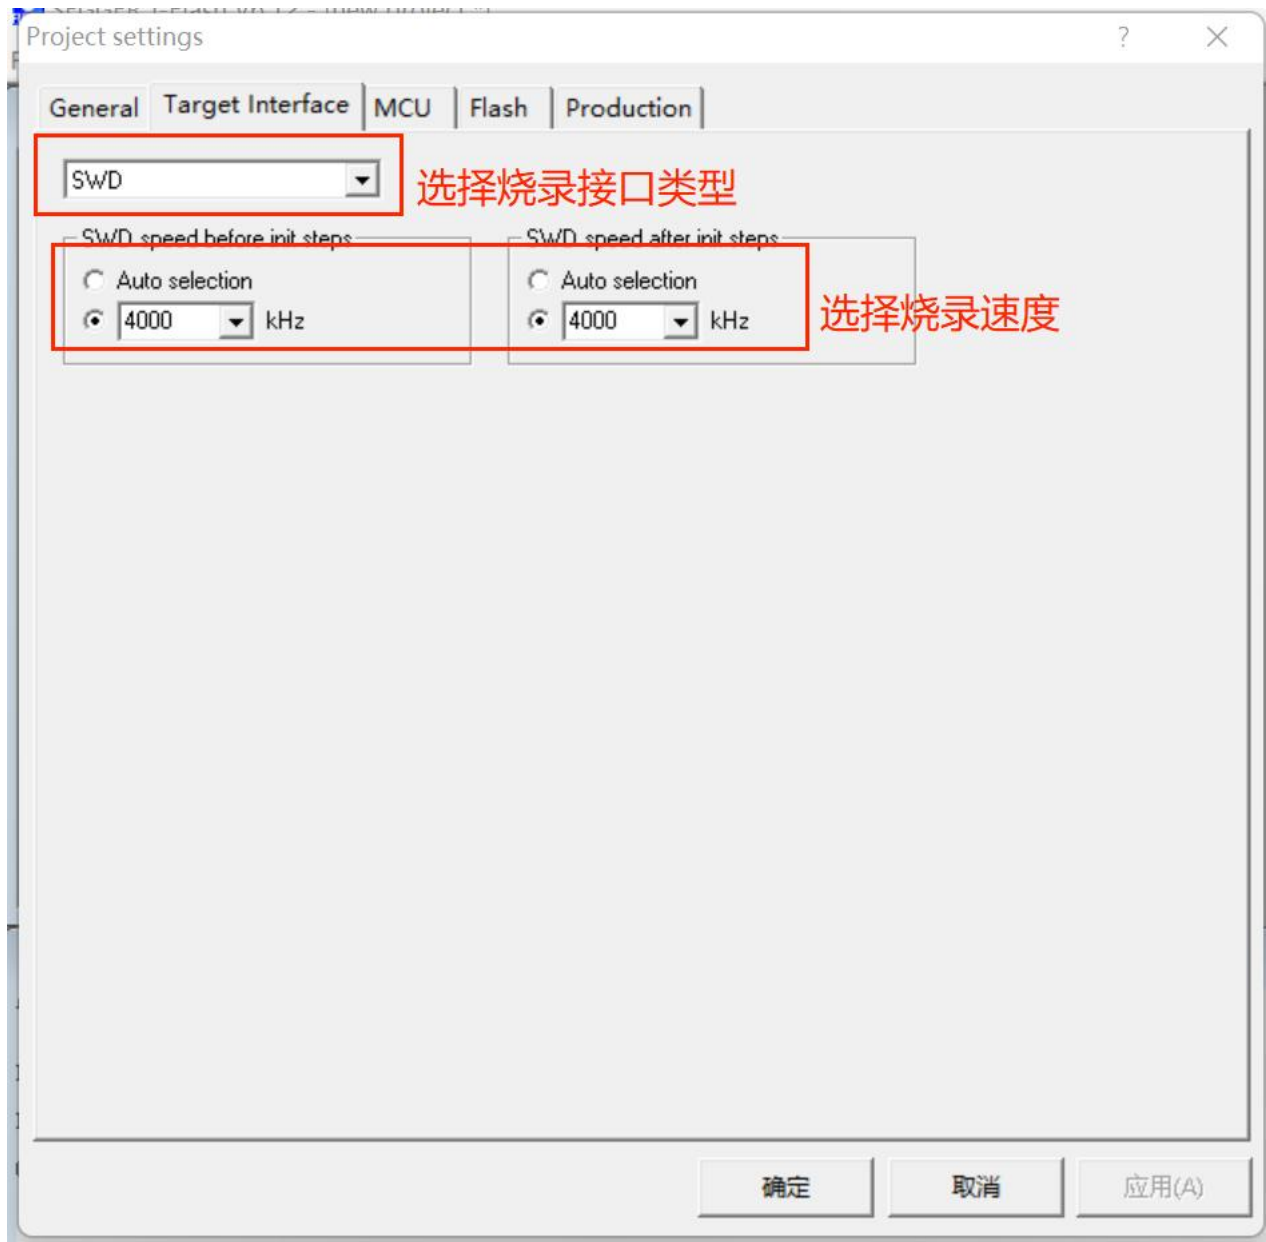 Project settings
General Target Interface MCU Flash Production
SWD
选择烧录接口类型
SWD speed before init steps
SWD speed after init steps
Auto selection
Auto selection
4000 kHz
4000 kHz
选择烧录速度
确定 取消 应用(A)